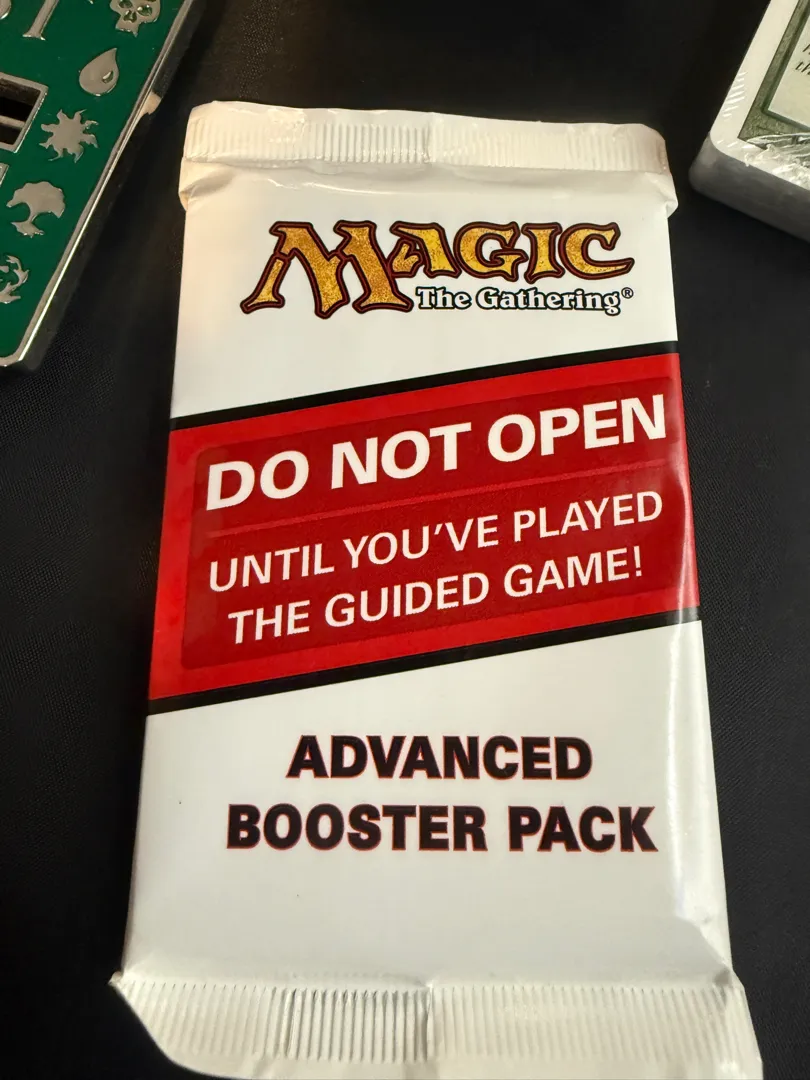 MAGIC
The Gathering®
DO NOT OPEN
UNTIL YOU'VE PLAYED
THE GUIDED GAME!
ADVANCED
BOOSTER PACK